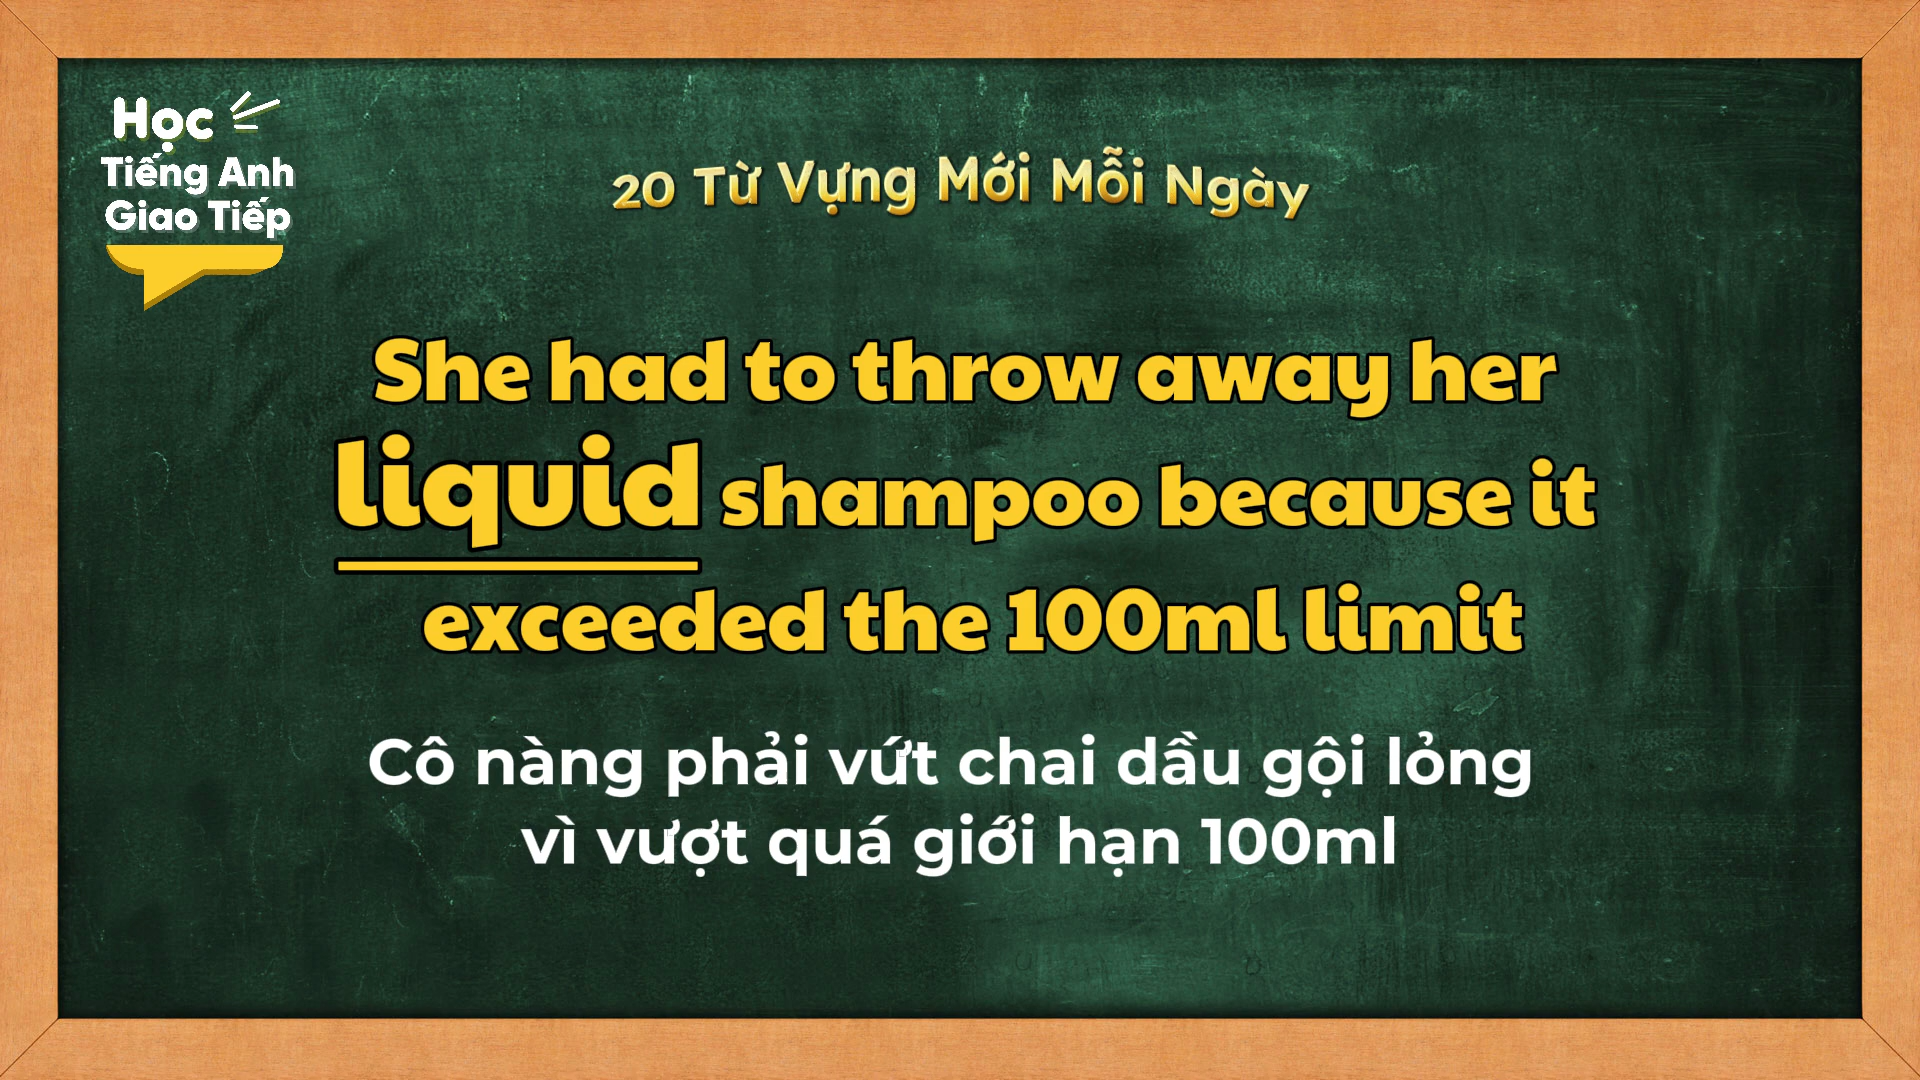 Học
Tiếng Anh
Giao Tiếp
20 Từ Vựng Mới Mỗi Ngày
She had to throw away her
liquid shampoo because it
exceeded the 100ml limit
Cô nàng phải vứt chai dầu gội lỏng
vì vượt quá giới hạn 100ml